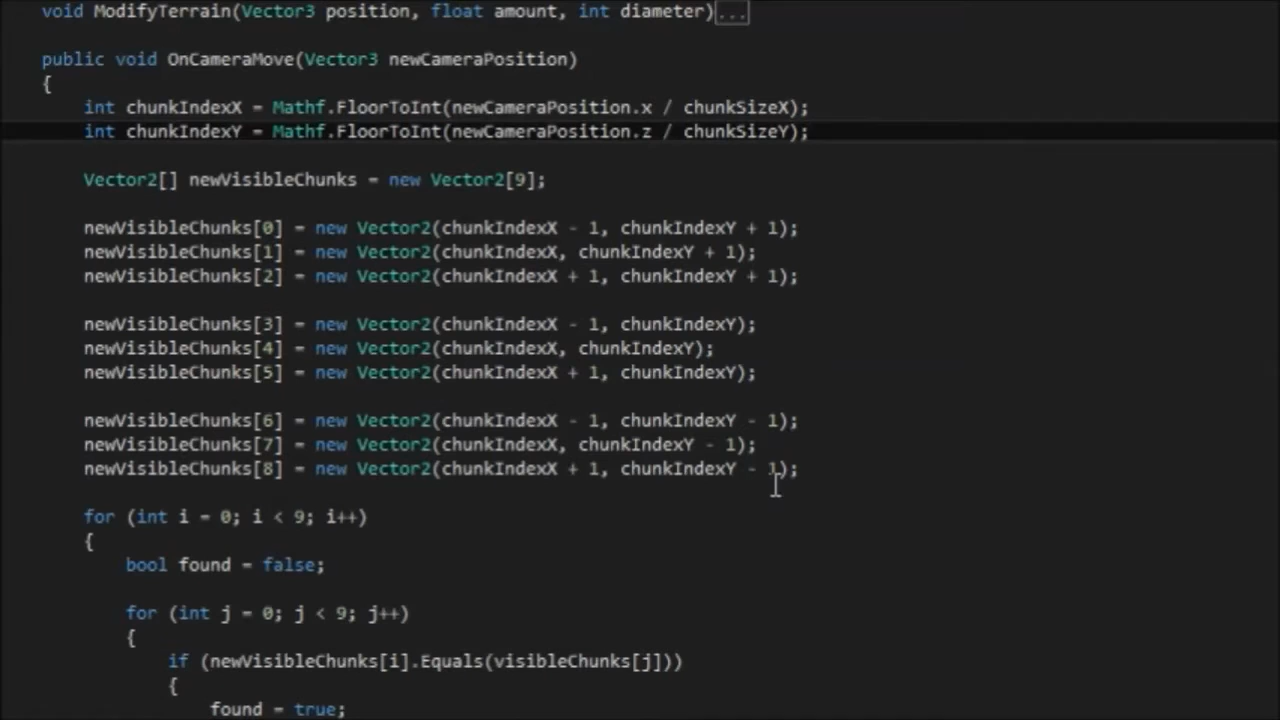 void ModifyTerrain(Vector3 position, float amount, int diameter)...
public void OnCameraMove(Vector3 newCameraPosition)
{
int chunkIndexX = Mathf.FloorToInt(newCameraPosition.x / chunkSizeX);
int chunkIndexY = Mathf.FloorToInt(newCameraPosition.z / chunkSizeY);
Vector2[] newVisibleChunks = new Vector2[9];
newVisibleChunks[0] = new Vector2(chunkIndexX - 1, chunkIndexY + 1);
newVisibleChunks[1] = new Vector2(chunkIndexX, chunkIndexY + 1);
newVisibleChunks[2] = new Vector2(chunkIndexX + 1, chunkIndexY + 1);
newVisibleChunks[3] = new Vector2(chunkIndexX - 1, chunkIndexY);
newVisibleChunks[4] = new Vector2(chunkIndexX, chunkIndexY);
newVisibleChunks[5] = new Vector2(chunkIndexX + 1, chunkIndexY);
newVisibleChunks[6] = new Vector2(chunkIndexX - 1, chunkIndexY - 1);
newVisibleChunks[7] = new Vector2(chunkIndexX, chunkIndexY - 1);
newVisibleChunks[8] = new Vector2(chunkIndexX + 1, chunkIndexY - 1);
for (int i = 0; i < 9; i++)
{
bool found = false;
for (int j = 0; j < 9; j++)
{
if (newVisibleChunks[i].Equals(visibleChunks[j]))
{
found = true;